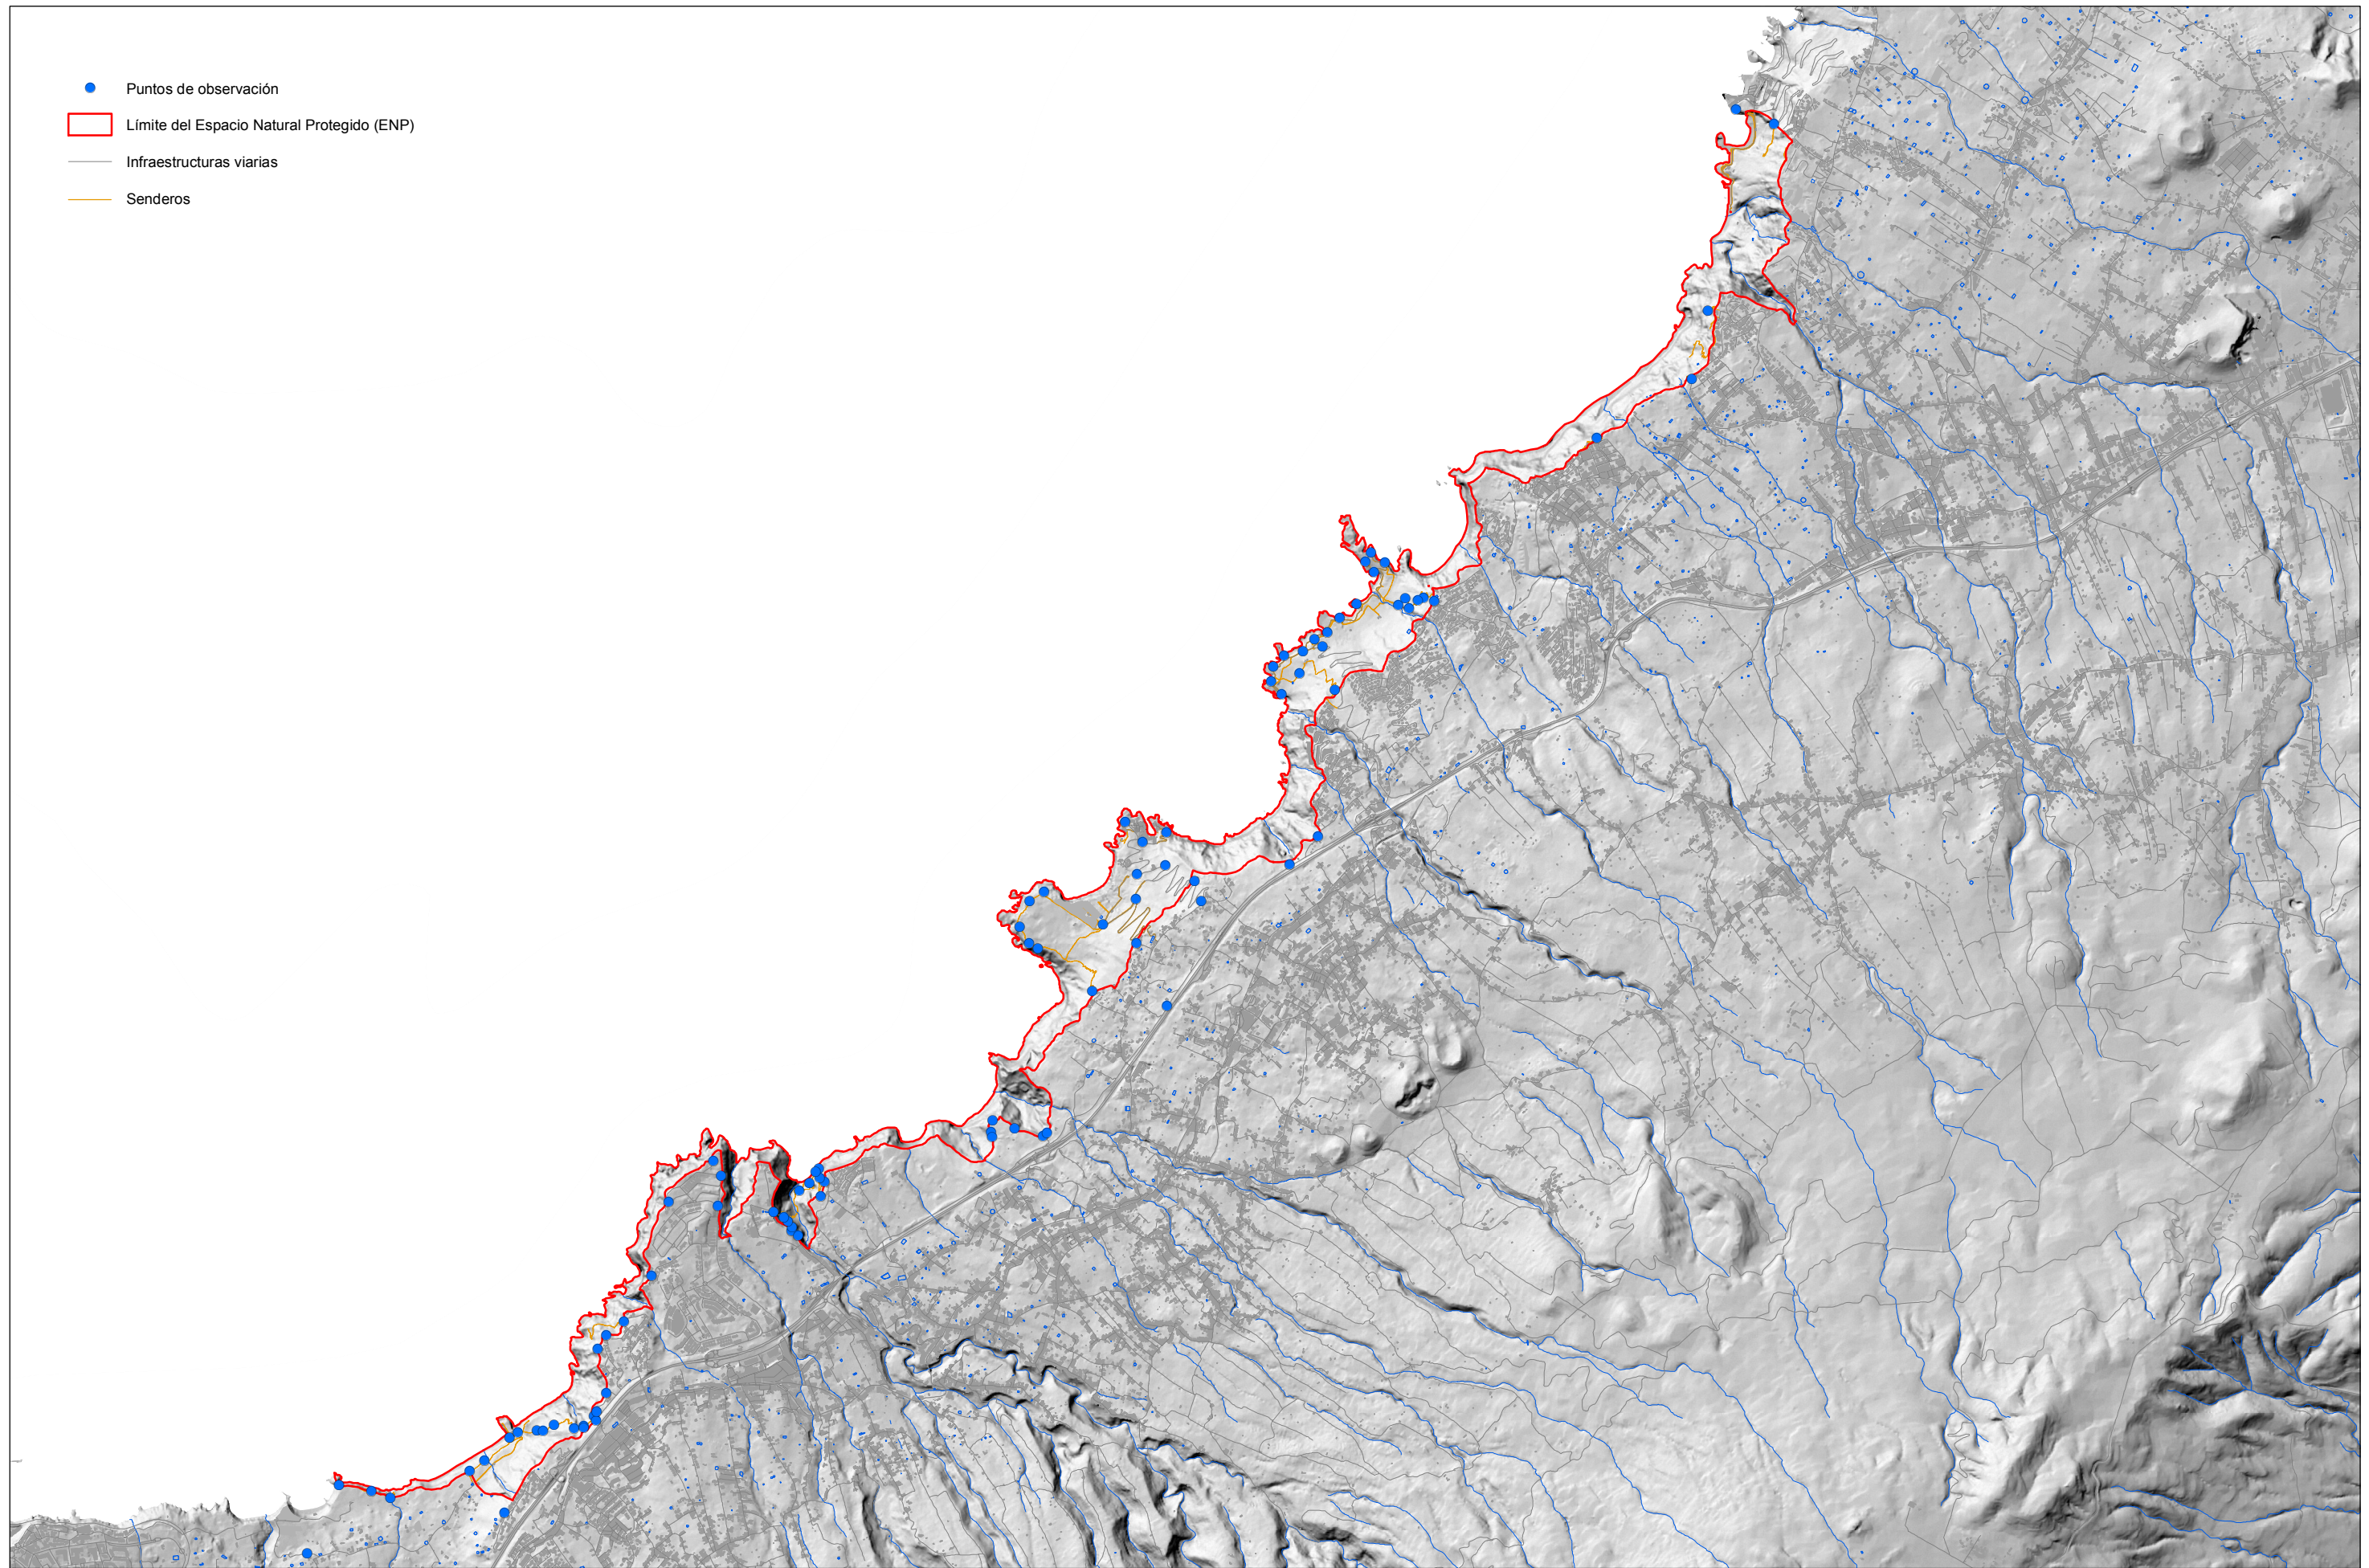 Puntos de observación
Límite del Espacio Natural Protegido (ENP)
Infraestructuras viarias
Senderos